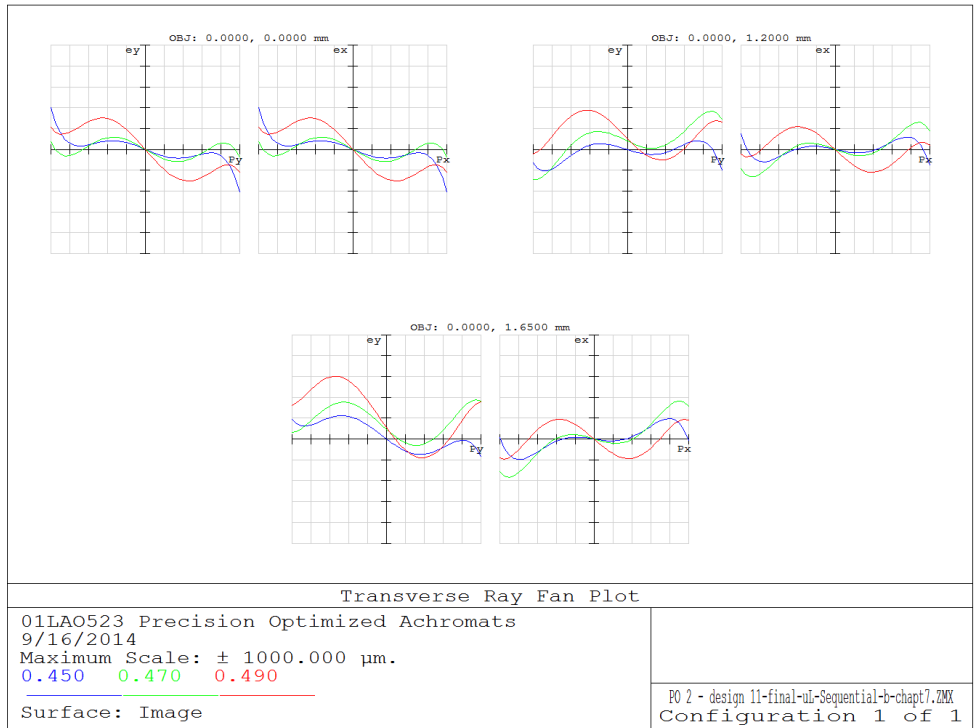 OBJ: 0.0000, 0.0000 mm
ey
Py
ex
Px
OBJ: 0.0000, 1.2000 mm
ey
Py
ex
Px
OBJ: 0.0000, 1.6500 mm
ey
Py
ex
Px
Transverse Ray Fan Plot
01LAO523 Precision Optimized Achromats
9/16/2014
Maximum Scale: ± 1000.000 µm.
0.450 0.470 0.490
Surface: Image
PO 2 - design 11-final-uL-Sequential-b-chapt7.ZMX
Configuration 1 of 1